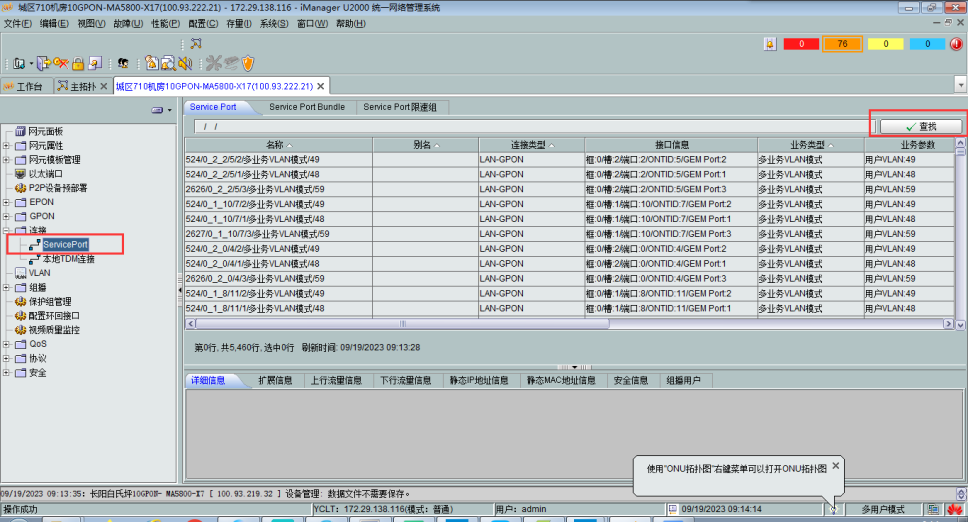 城区710机房10GPON-MA5800-X17(100.93.222.21) - 172.29.138.116 - iManager U2000 统一网络管理系统
文件(F) 编辑(E) 视图(V) 故障(U) 性能(P) 配置(C) 存量(I) 系统(S) 窗口(W) 帮助(H)
0 76 0 0
工作台 主拓扑 城区710机房10GPON-MA5800-X17(100.93.222.21)
网元面板
网元属性
网元模板管理
以太端口
P2P设备预部署
EPON
GPON
连接
ServicePort
本地TDM连接
VLAN
组播
保护组管理
配置环回接口
视频质量监控
QoS
协议
安全
Service Port Service Port Bundle Service Port限速组
/ / 查找
名称 别名 连接类型 接口信息 业务类型 业务参数
524/0_2_2/5/2/多业务VLAN模式/49 LAN-GPON 框:0/槽:2/端口:2/ONTID:5/GEM Port:2 多业务VLAN模式 用户VLAN:49
524/0_2_2/5/1/多业务VLAN模式/48 LAN-GPON 框:0/槽:2/端口:2/ONTID:5/GEM Port:1 多业务VLAN模式 用户VLAN:48
2626/0_2_2/5/3/多业务VLAN模式/59 LAN-GPON 框:0/槽:2/端口:2/ONTID:5/GEM Port:3 多业务VLAN模式 用户VLAN:59
524/0_1_10/7/2/多业务VLAN模式/49 LAN-GPON 框:0/槽:1/端口:10/ONTID:7/GEM Port:2 多业务VLAN模式 用户VLAN:49
524/0_1_10/7/1/多业务VLAN模式/48 LAN-GPON 框:0/槽:1/端口:10/ONTID:7/GEM Port:1 多业务VLAN模式 用户VLAN:48
2627/0_1_10/7/3/多业务VLAN模式/59 LAN-GPON 框:0/槽:1/端口:10/ONTID:7/GEM Port:3 多业务VLAN模式 用户VLAN:59
524/0_2_0/4/2/多业务VLAN模式/49 LAN-GPON 框:0/槽:2/端口:0/ONTID:4/GEM Port:2 多业务VLAN模式 用户VLAN:49
524/0_2_0/4/1/多业务VLAN模式/48 LAN-GPON 框:0/槽:2/端口:0/ONTID:4/GEM Port:1 多业务VLAN模式 用户VLAN:48
2626/0_2_0/4/3/多业务VLAN模式/59 LAN-GPON 框:0/槽:2/端口:0/ONTID:4/GEM Port:3 多业务VLAN模式 用户VLAN:59
524/0_1_8/11/2/多业务VLAN模式/49 LAN-GPON 框:0/槽:1/端口:8/ONTID:11/GEM Port:2 多业务VLAN模式 用户VLAN:49
524/0_1_8/11/1/多业务VLAN模式/48 LAN-GPON 框:0/槽:1/端口:8/ONTID:11/GEM Port:1 多业务VLAN模式 用户VLAN:48
第0行, 共5,460行, 选中0行 刷新时间: 09/19/2023 09:13:28
详细信息 扩展信息 上行流量信息 下行流量信息 静态IP地址信息 静态MAC地址信息 安全信息 组播用户
使用"ONU拓扑图"右键菜单可以打开ONU拓扑图
09/19/2023 09:13:35: 长阳白氏坪10GPON- MA5800-X7 [ 100.93.219.32 ] 设备管理: 数据文件不需要保存。
操作成功 YCLT: 172.29.138.116(模式: 普通) 用户: admin 09/19/2023 09:14:14 多用户模式